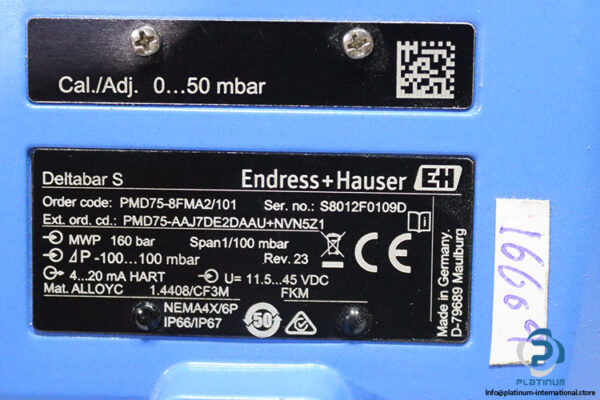 Cal./Adj. 0...50 mbar
Deltabar S
Endress+Hauser EH
Order code: PMD75-8FMA2/101 Ser. no.: S8012F0109D
Ext. ord. cd.: PMD75-AAJ7DE2DAAU+NVN5Z1
MWP 160 bar Span1/100 mbar
ΔP -100...100 mbar Rev. 23
4...20 mA HART U= 11.5...45 VDC
Mat. ALLOYC 1.4408/CF3M FKM
NEMA4X/6P
IP66/IP67
50
CE
i
Made in Germany,
D-79689 Maulburg
PLATINUM
Info@platinum-international.store